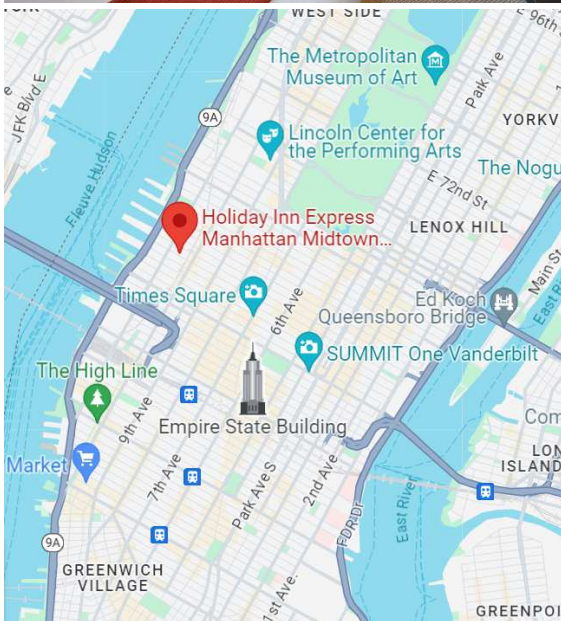 WEST SIDE
E 96th
The Metropolitan
Museum of Art
Park Ave
JFK Blvd E
9A
YORKV
Lincoln Center for
the Performing Arts
Fleuve Hudson
The Nogu
E 72nd St
Holiday Inn Express
Manhattan Midtown...
LENOX HILL
Main St
East R
Times Square
6th Ave
Ed Koch
Queensboro Bridge
SUMMIT One Vanderbilt
The High Line
9th Ave
Empire State Building
Com
Market
7th Ave
Park Ave S
2nd Ave
LON
ISLAND
East River
FDR Dr
9A
GREENWICH
VILLAGE
1st Ave.
GREENPOI